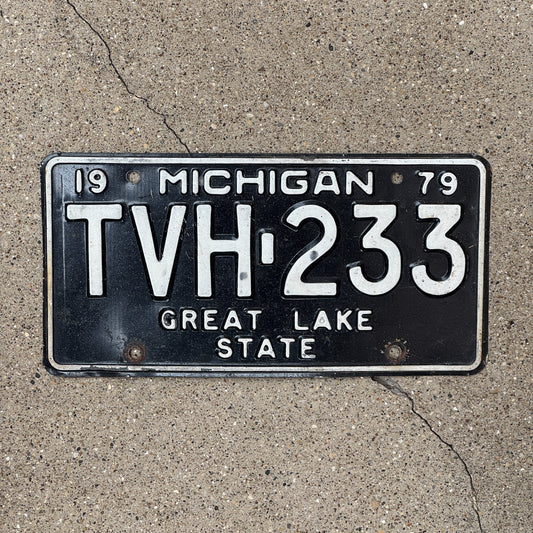 19 MICHIGAN 79
TVH-233
GREAT LAKE
STATE